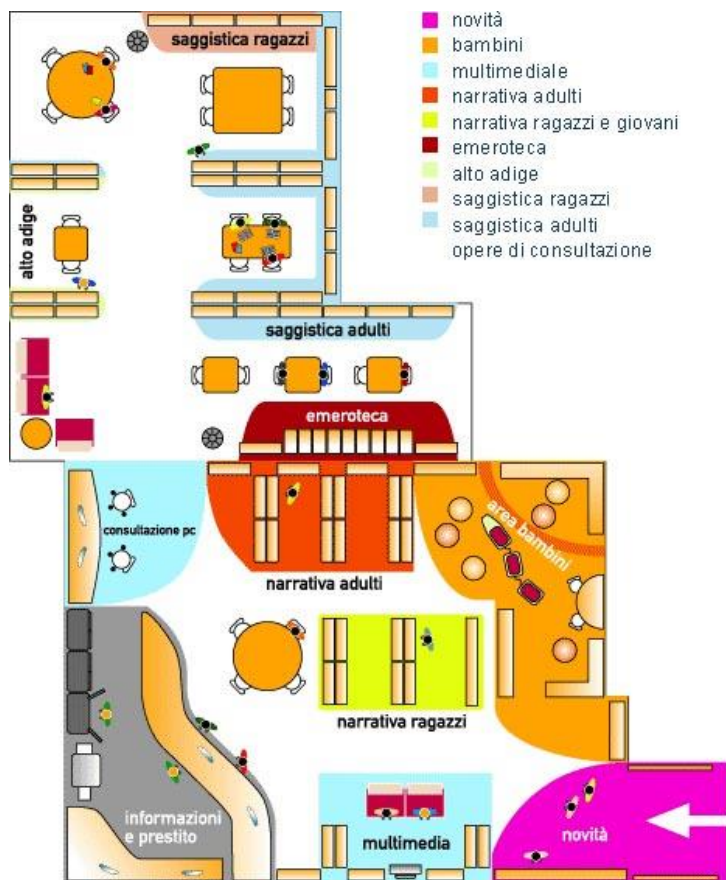 novità
bambini
multimediale
narrativa adulti
narrativa ragazzi e giovani
emeroteca
alto adige
saggistica ragazzi
saggistica adulti
opere di consultazione
saggistica ragazzi
alto adige
saggistica adulti
emeroteca
consultazione pc
area bambini
narrativa adulti
narrativa ragazzi
informazioni
e prestito
multimedia
novità